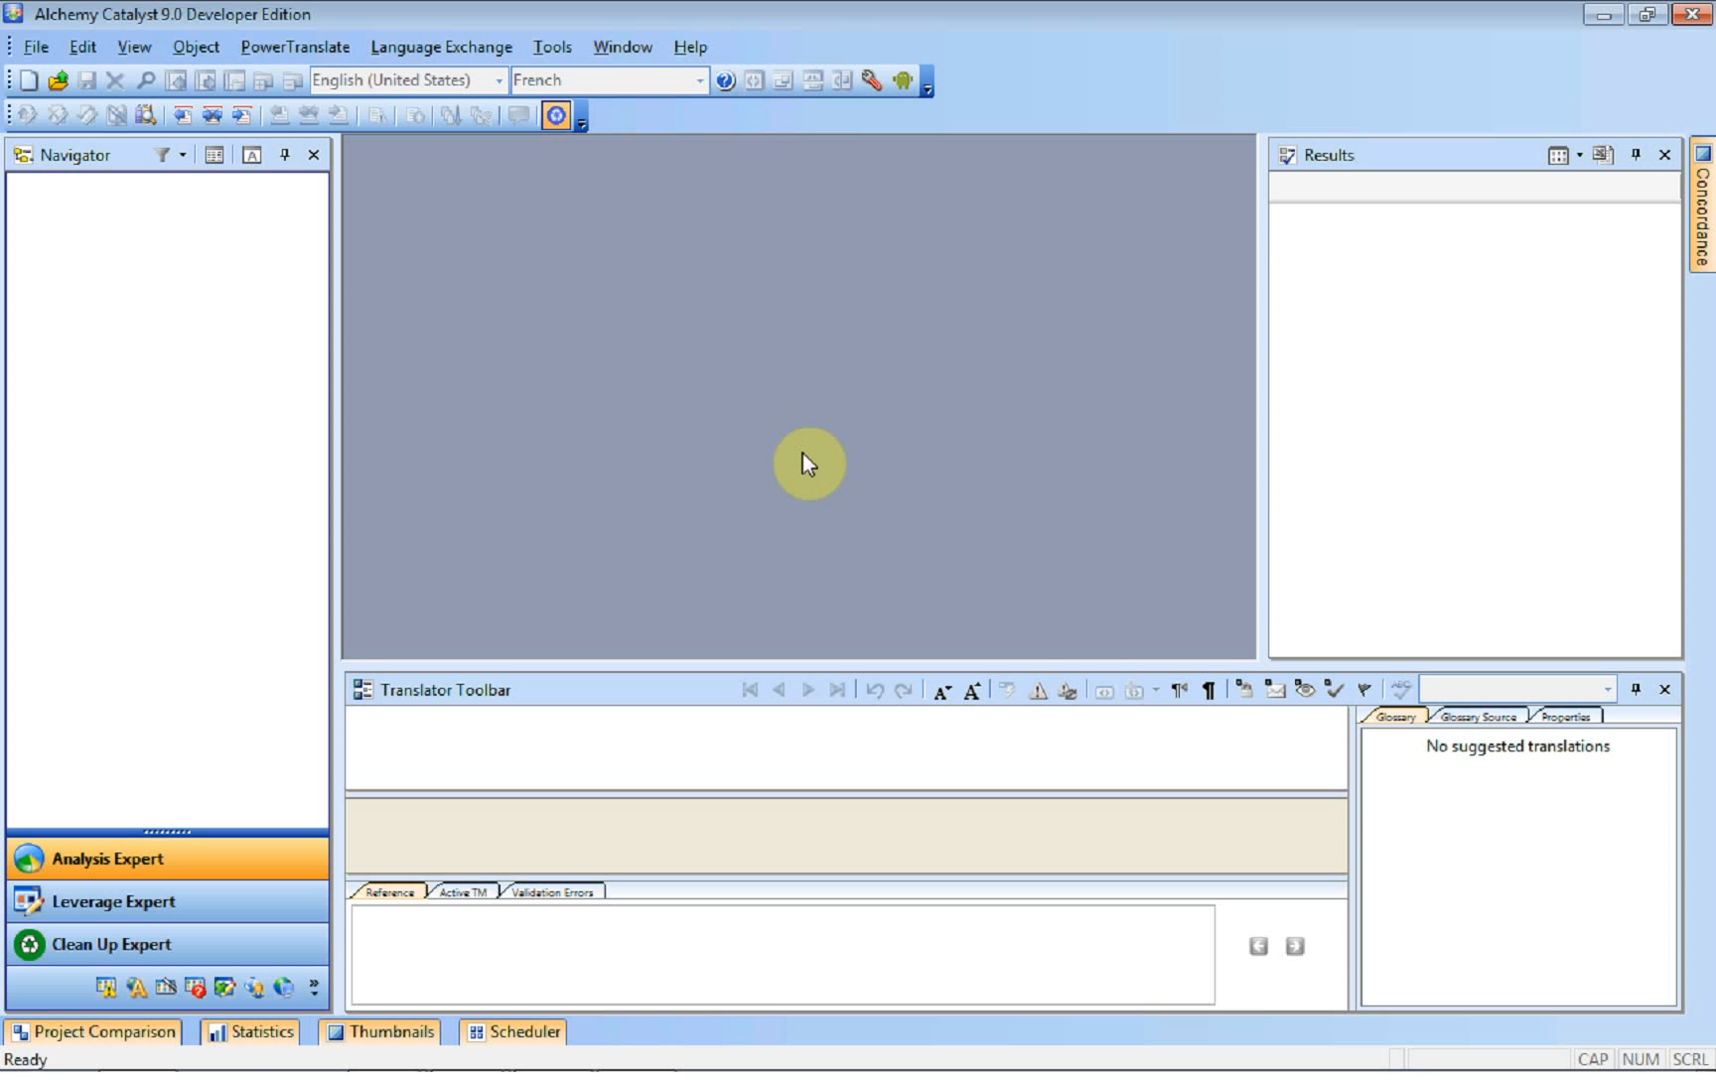 Alchemy Catalyst 9.0 Developer Edition
File Edit View Object PowerTranslate Language Exchange Tools Window Help
English (United States) French
Navigator
Results
Concordance
Translator Toolbar
Glossary Glossary Source Properties
No suggested translations
Analysis Expert
Leverage Expert
Clean Up Expert
Reference Active TM Validation Errors
Project Comparison Statistics Thumbnails Scheduler
Ready CAP NUM SCRL